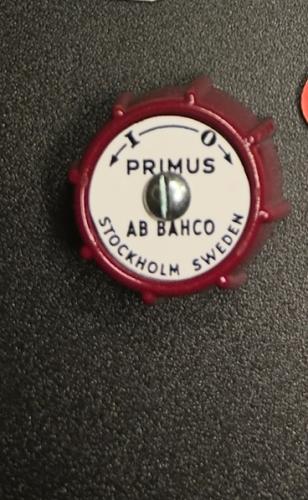 I O
PRIMUS
AB BAHCO
STOCKHOLM SWEDEN